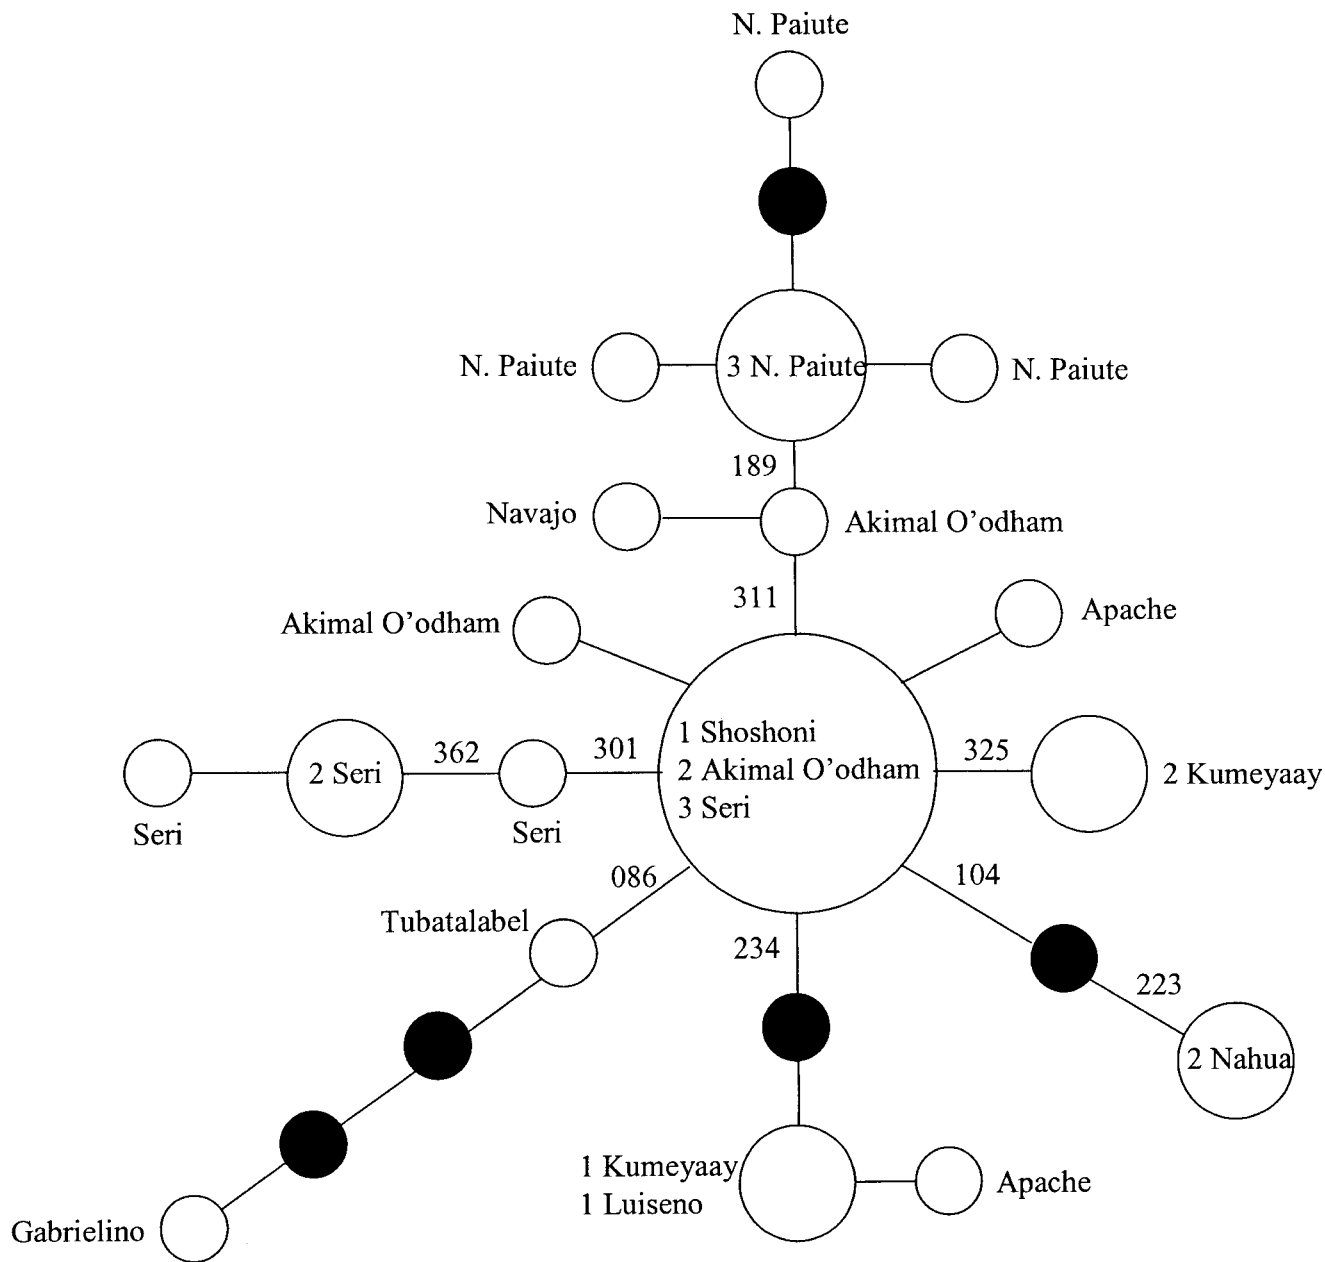 N. Paiute
N. Paiute
3 N. Paiute
N. Paiute
189
Navajo
Akimal O’odham
311
Akimal O’odham
Apache
1 Shoshoni
2 Akimal O’odham
3 Seri
362
301
325
2 Seri
2 Kumeyaay
Seri
Seri
086
104
Tubatalabel
234
223
2 Nahua
1 Kumeyaay
1 Luiseno
Apache
Gabrielino